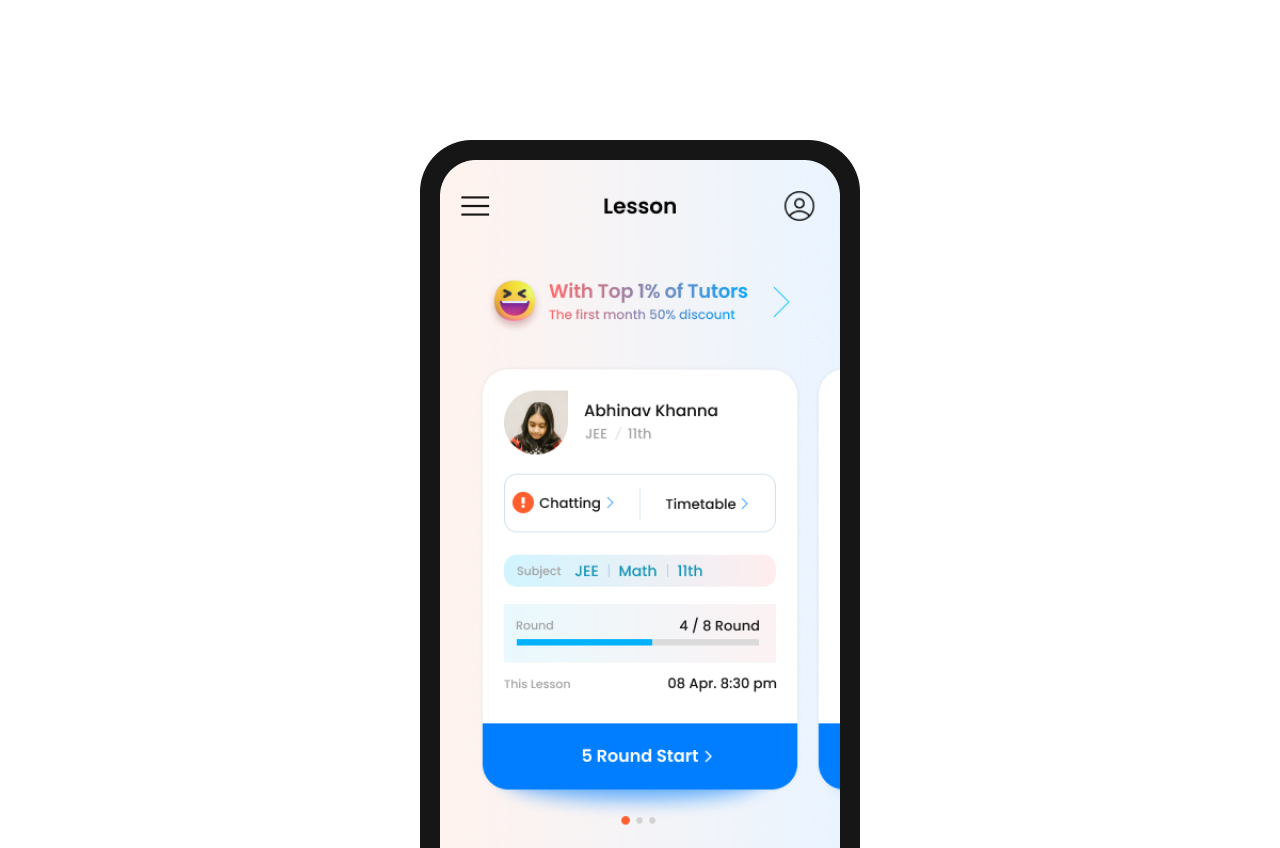 Lesson
With Top 1% of Tutors
The first month 50% discount
Abhinav Khanna
JEE / 11th
Chatting
Timetable
Subject JEE | Math | 11th
Round 4 / 8 Round
This Lesson 08 Apr. 8:30 pm
5 Round Start